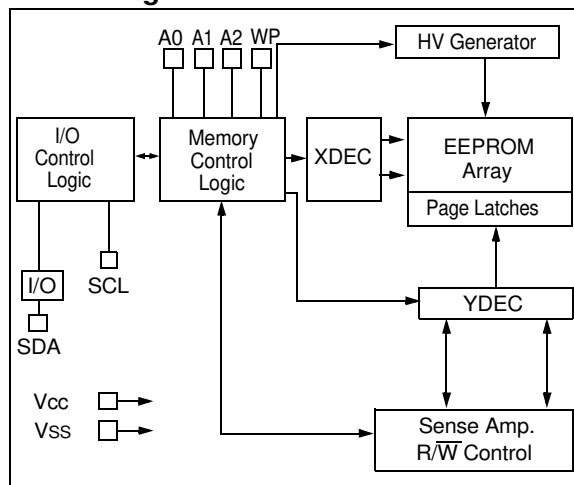 A0 A1 A2 WP
HV Generator
I/O
Control
Logic
Memory
Control
Logic
XDEC
EEPROM
Array
Page Latches
I/O
SCL
YDEC
SDA
Vcc
Vss
Sense Amp.
R/W̅ Control